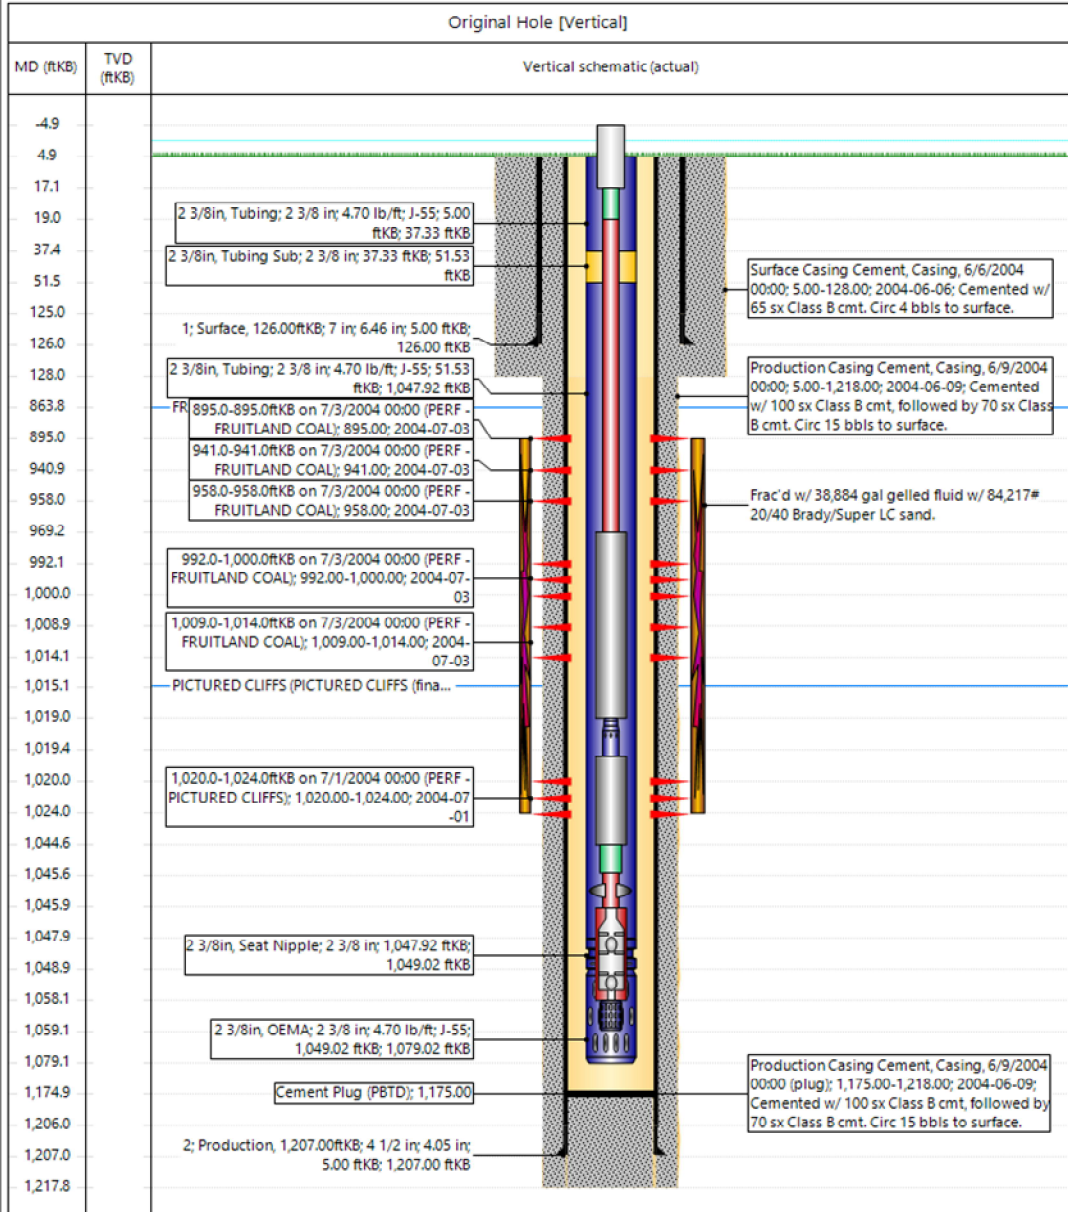 Original Hole [Vertical]
MD (ftKB)
TVD
(ftKB)
Vertical schematic (actual)
-4.9
4.9
17.1
19.0
37.4
51.5
125.0
126.0
128.0
863.8
895.0
940.9
958.0
969.2
992.1
1,000.0
1,008.9
1,014.1
1,015.1
1,019.0
1,019.4
1,020.0
1,024.0
1,044.6
1,045.6
1,045.9
1,047.9
1,048.9
1,058.1
1,059.1
1,079.1
1,174.9
1,206.0
1,207.0
1,217.8
2 3/8in, Tubing; 2 3/8 in; 4.70 lb/ft; J-55; 5.00
ftKB; 37.33 ftKB
2 3/8in, Tubing Sub; 2 3/8 in; 37.33 ftKB; 51.53
ftKB
1; Surface, 126.00ftKB; 7 in; 6.46 in; 5.00 ftKB;
126.00 ftKB
2 3/8in, Tubing; 2 3/8 in; 4.70 lb/ft; J-55; 51.53
ftKB; 1,047.92 ftKB
FR
895.0-895.0ftKB on 7/3/2004 00:00 (PERF -
FRUITLAND COAL); 895.00; 2004-07-03
941.0-941.0ftKB on 7/3/2004 00:00 (PERF -
FRUITLAND COAL); 941.00; 2004-07-03
958.0-958.0ftKB on 7/3/2004 00:00 (PERF -
FRUITLAND COAL); 958.00; 2004-07-03
992.0-1,000.0ftKB on 7/3/2004 00:00 (PERF -
FRUITLAND COAL); 992.00-1,000.00; 2004-07-
03
1,009.0-1,014.0ftKB on 7/3/2004 00:00 (PERF -
FRUITLAND COAL); 1,009.00-1,014.00; 2004-
07-03
PICTURED CLIFFS (PICTURED CLIFFS (fina...
1,020.0-1,024.0ftKB on 7/1/2004 00:00 (PERF -
PICTURED CLIFFS); 1,020.00-1,024.00; 2004-07
-01
2 3/8in, Seat Nipple; 2 3/8 in; 1,047.92 ftKB;
1,049.02 ftKB
2 3/8in, OEMA; 2 3/8 in; 4.70 lb/ft; J-55;
1,049.02 ftKB; 1,079.02 ftKB
Cement Plug (PBTD); 1,175.00
2; Production, 1,207.00ftKB; 4 1/2 in; 4.05 in;
5.00 ftKB; 1,207.00 ftKB
Surface Casing Cement, Casing, 6/6/2004
00:00; 5.00-128.00; 2004-06-06; Cemented w/
65 sx Class B cmt. Circ 4 bbls to surface.
Production Casing Cement, Casing, 6/9/2004
00:00; 5.00-1,218.00; 2004-06-09; Cemented
w/ 100 sx Class B cmt, followed by 70 sx Class
B cmt. Circ 15 bbls to surface.
Frac'd w/ 38,884 gal gelled fluid w/ 84,217#
20/40 Brady/Super LC sand.
Production Casing Cement, Casing, 6/9/2004
00:00 (plug); 1,175.00-1,218.00; 2004-06-09;
Cemented w/ 100 sx Class B cmt, followed by
70 sx Class B cmt. Circ 15 bbls to surface.